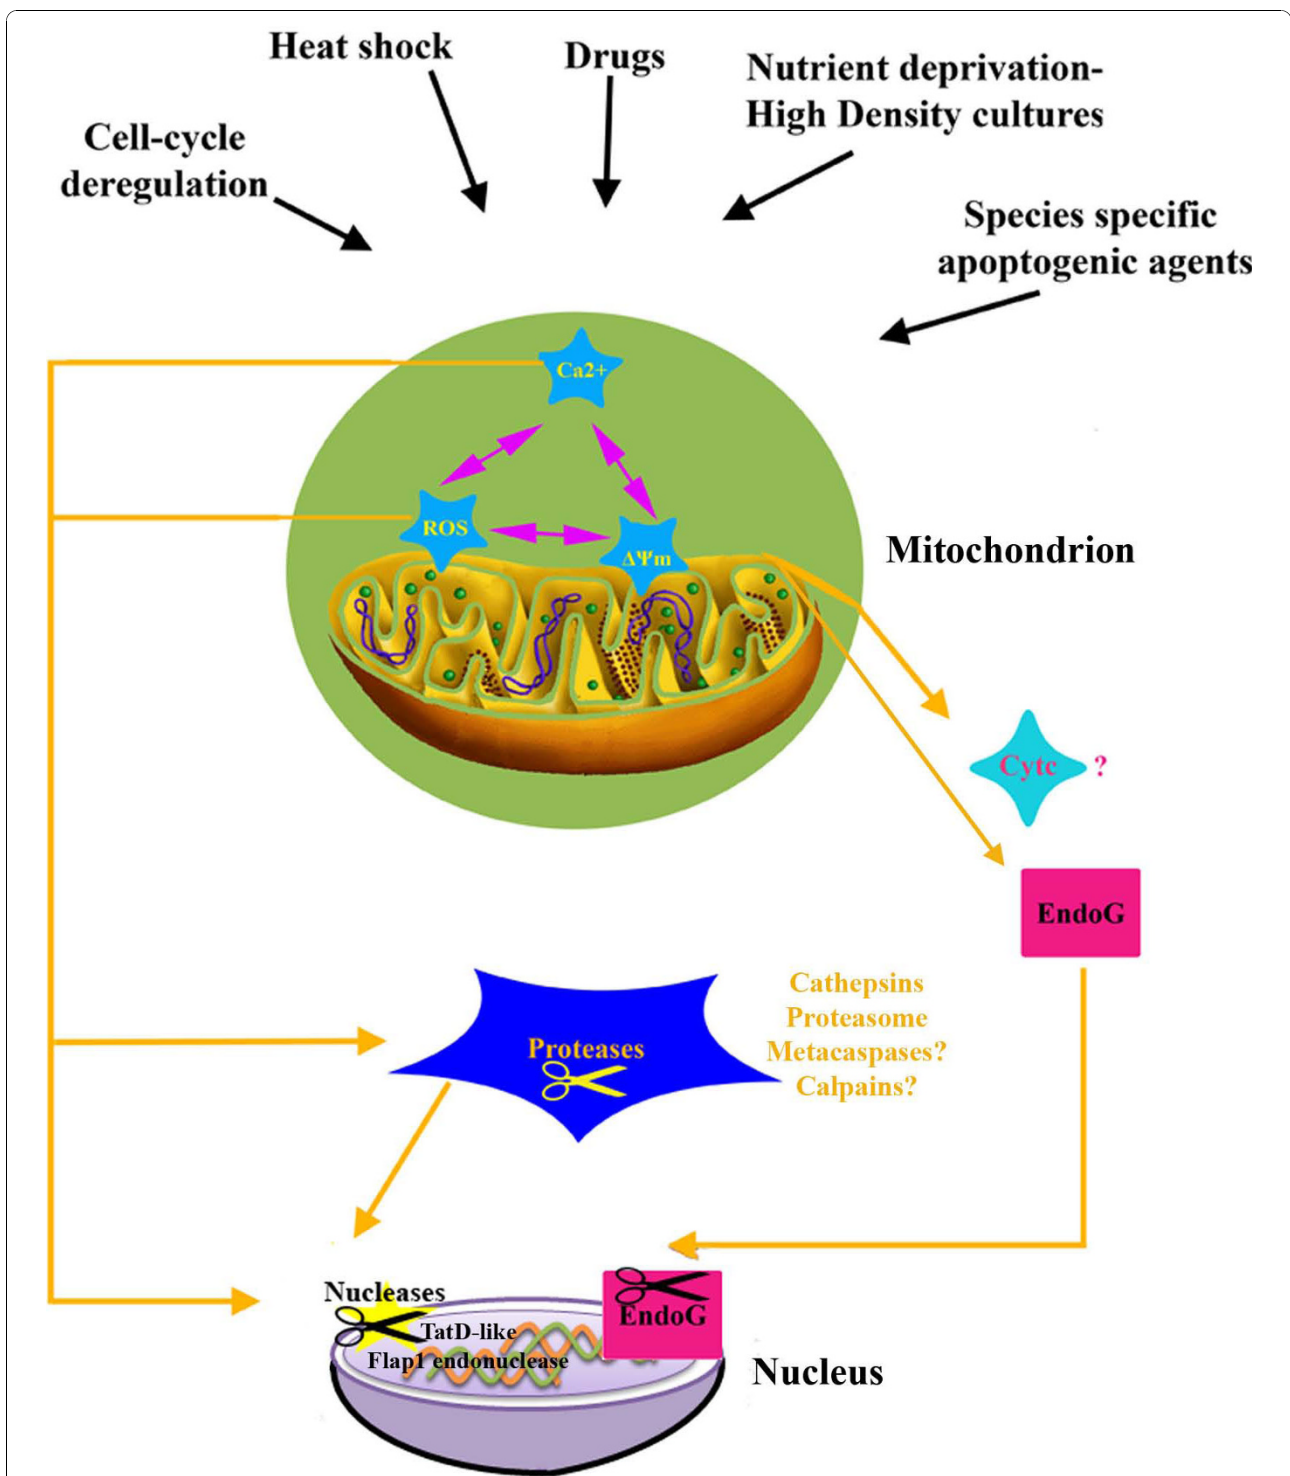 Heat shock
Drugs
Nutrient deprivation-
High Density cultures
Cell-cycle
deregulation
Species specific
apoptogenic agents
Ca2+
ROS
ΔΨm
Mitochondrion
Cytc ?
EndoG
Cathepsins
Proteasome
Metacaspases?
Calpains?
Proteases
Nucleases
TatD-like
Flap1 endonuclease
EndoG
Nucleus